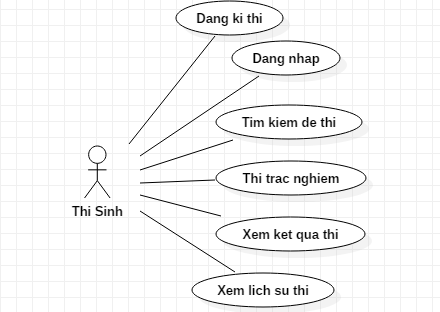 Dang ki thi
Dang nhap
Tim kiem de thi
Thi trac nghiem
Thi Sinh
Xem ket qua thi
Xem lich su thi